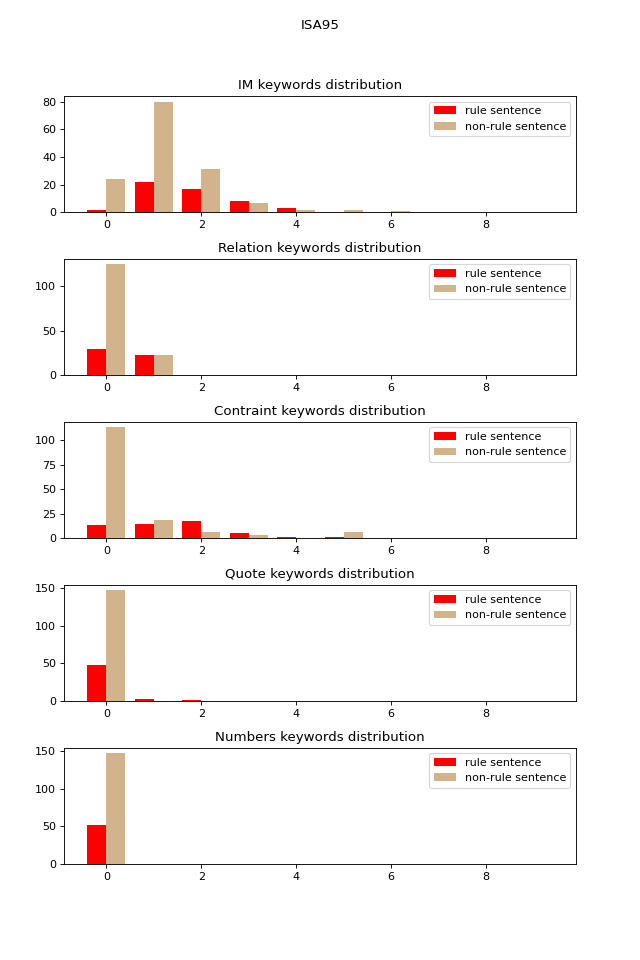 ISA95
IM keywords distribution
80
60
40
20
0
rule sentence
non-rule sentence
0 2 4 6 8
Relation keywords distribution
100
50
0
rule sentence
non-rule sentence
0 2 4 6 8
Contraint keywords distribution
100
75
50
25
0
rule sentence
non-rule sentence
0 2 4 6 8
Quote keywords distribution
150
100
50
0
rule sentence
non-rule sentence
0 2 4 6 8
Numbers keywords distribution
150
100
50
0
rule sentence
non-rule sentence
0 2 4 6 8